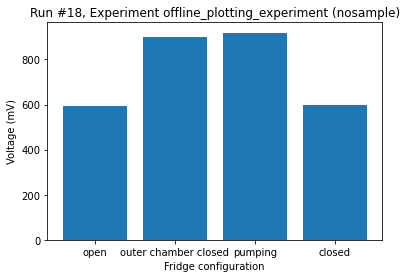 Run #18, Experiment offline_plotting_experiment (nosample)
Voltage (mV)
800
600
400
200
0
open outer chamber closed pumping closed
Fridge configuration